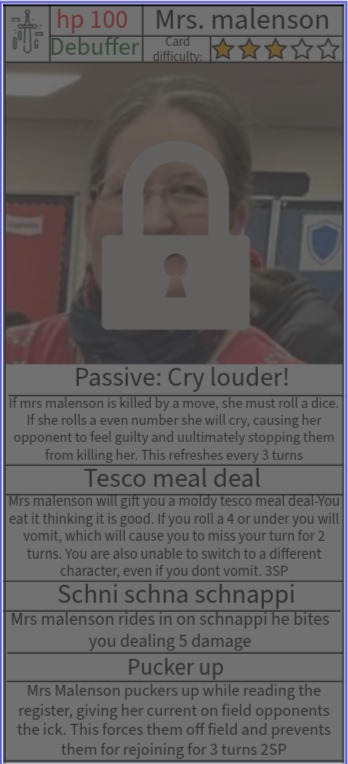 hp 100
Mrs. malenson
Debuffer
Card
difficulty:
Passive: Cry louder!
If mrs malenson is killed by a move, she must roll a dice.
If she rolls a even number she will cry, causing her
opponent to feel guilty and uultimately stopping them
from killing her. This refreshes every 3 turns
Tesco meal deal
Mrs malenson will gift you a moldy tesco meal deal-You
eat it thinking it is good. If you roll a 4 or under you will
vomit, which will cause you to miss your turn for 2
turns. You are also unable to switch to a different
character, even if you dont vomit. 3SP
Schni schna schnappi
Mrs malenson rides in on schnappi he bites
you dealing 5 damage
Pucker up
Mrs Malenson puckers up while reading the
register, giving her current on field opponents
the ick. This forces them off field and prevents
them for rejoining for 3 turns 2SP